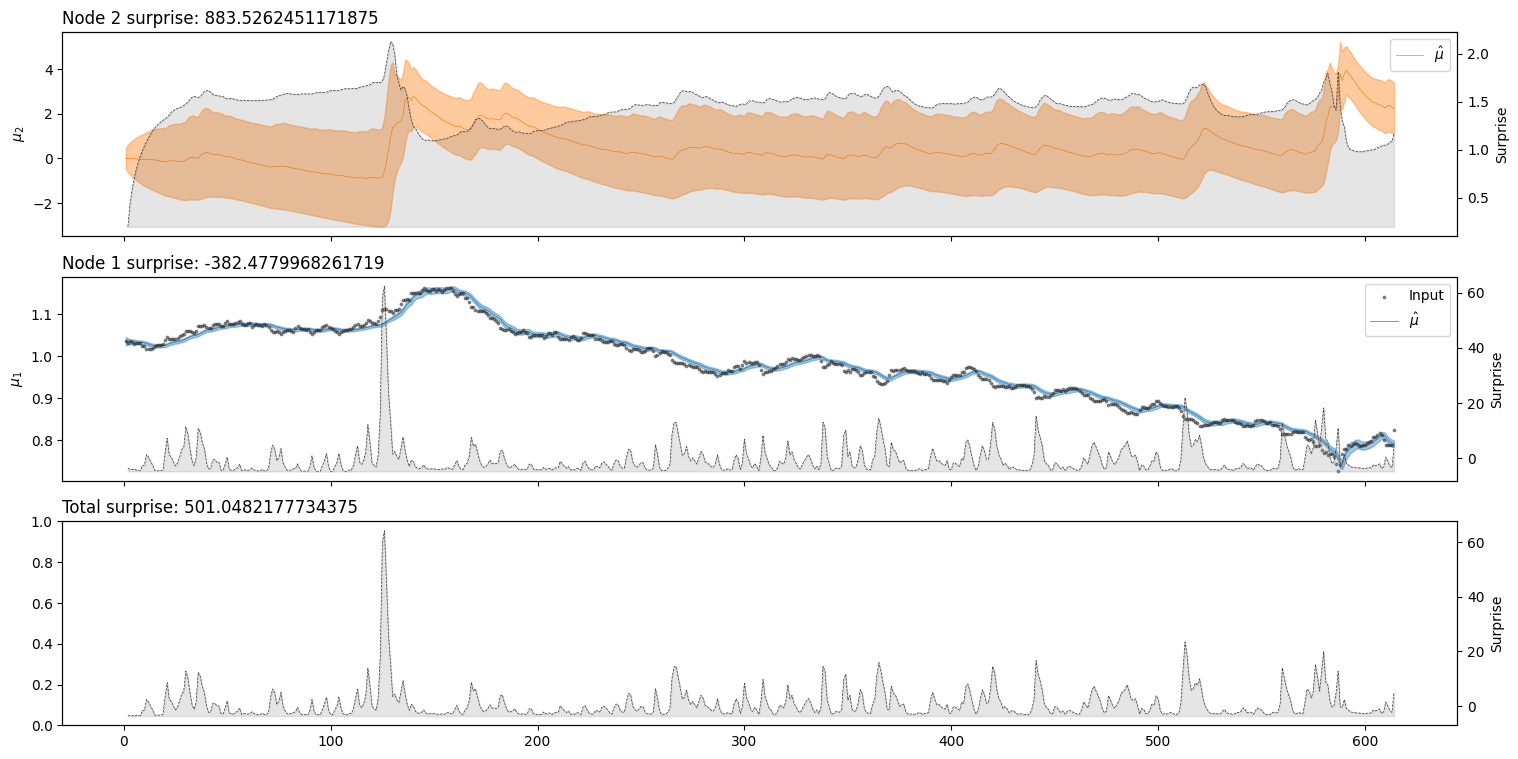 Node 2 surprise: 883.5262451171875
μ̂
μ₂
4
2
0
−2
2.0
1.5
1.0
0.5
Surprise
Node 1 surprise: -382.4779968261719
Input
μ̂
μ₁
1.1
1.0
0.9
0.8
60
40
20
0
Surprise
Total surprise: 501.0482177734375
1.0
0.8
0.6
0.4
0.2
0.0
60
40
20
0
Surprise
0 100 200 300 400 500 600